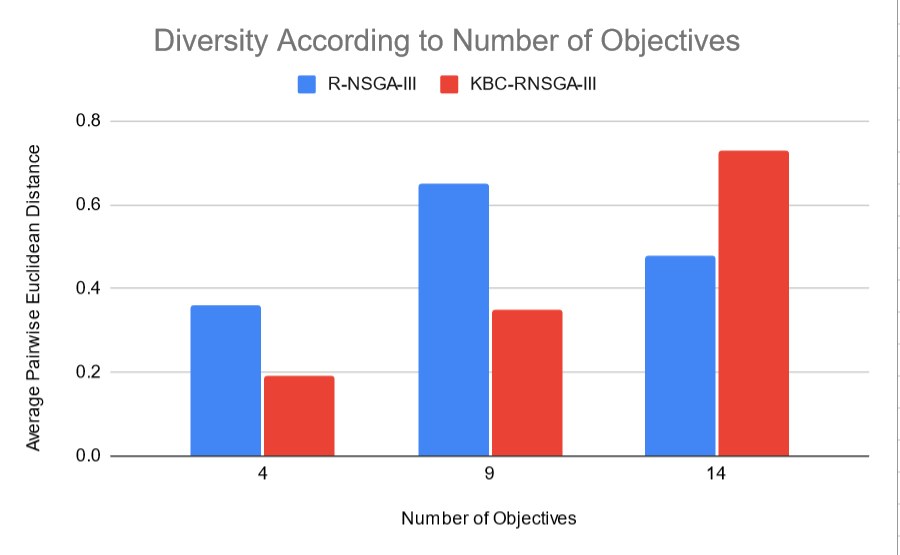 Diversity According to Number of Objectives
R-NSGA-III
KBC-RNSGA-III
Average Pairwise Euclidean Distance
0.8
0.6
0.4
0.2
0.0
4
9
14
Number of Objectives